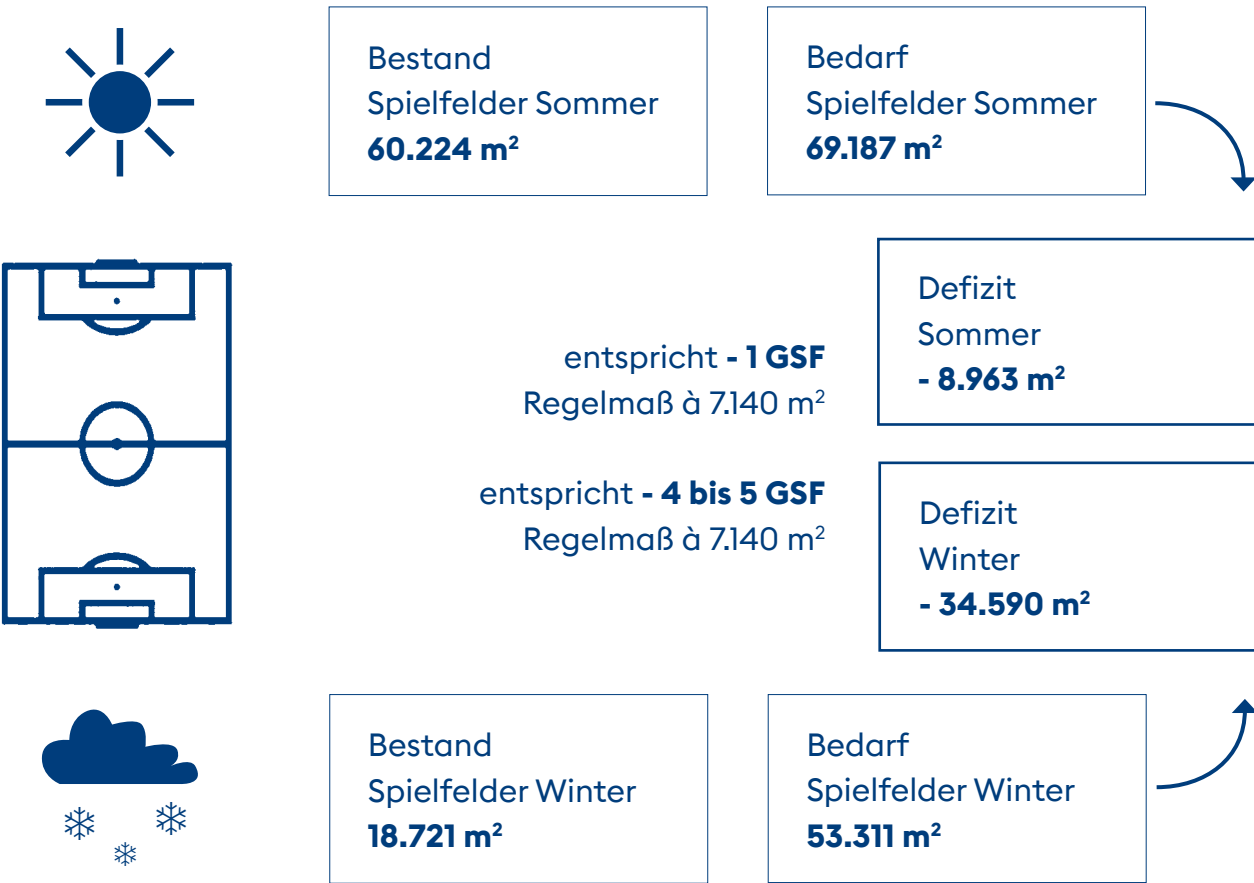 Bestand
Spielfelder Sommer
60.224 m²
Bedarf
Spielfelder Sommer
69.187 m²
Defizit
Sommer
- 8.963 m²
entspricht - 1 GSF
Regelmaß à 7.140 m²
entspricht - 4 bis 5 GSF
Regelmaß à 7.140 m²
Defizit
Winter
- 34.590 m²
Bestand
Spielfelder Winter
18.721 m²
Bedarf
Spielfelder Winter
53.311 m²